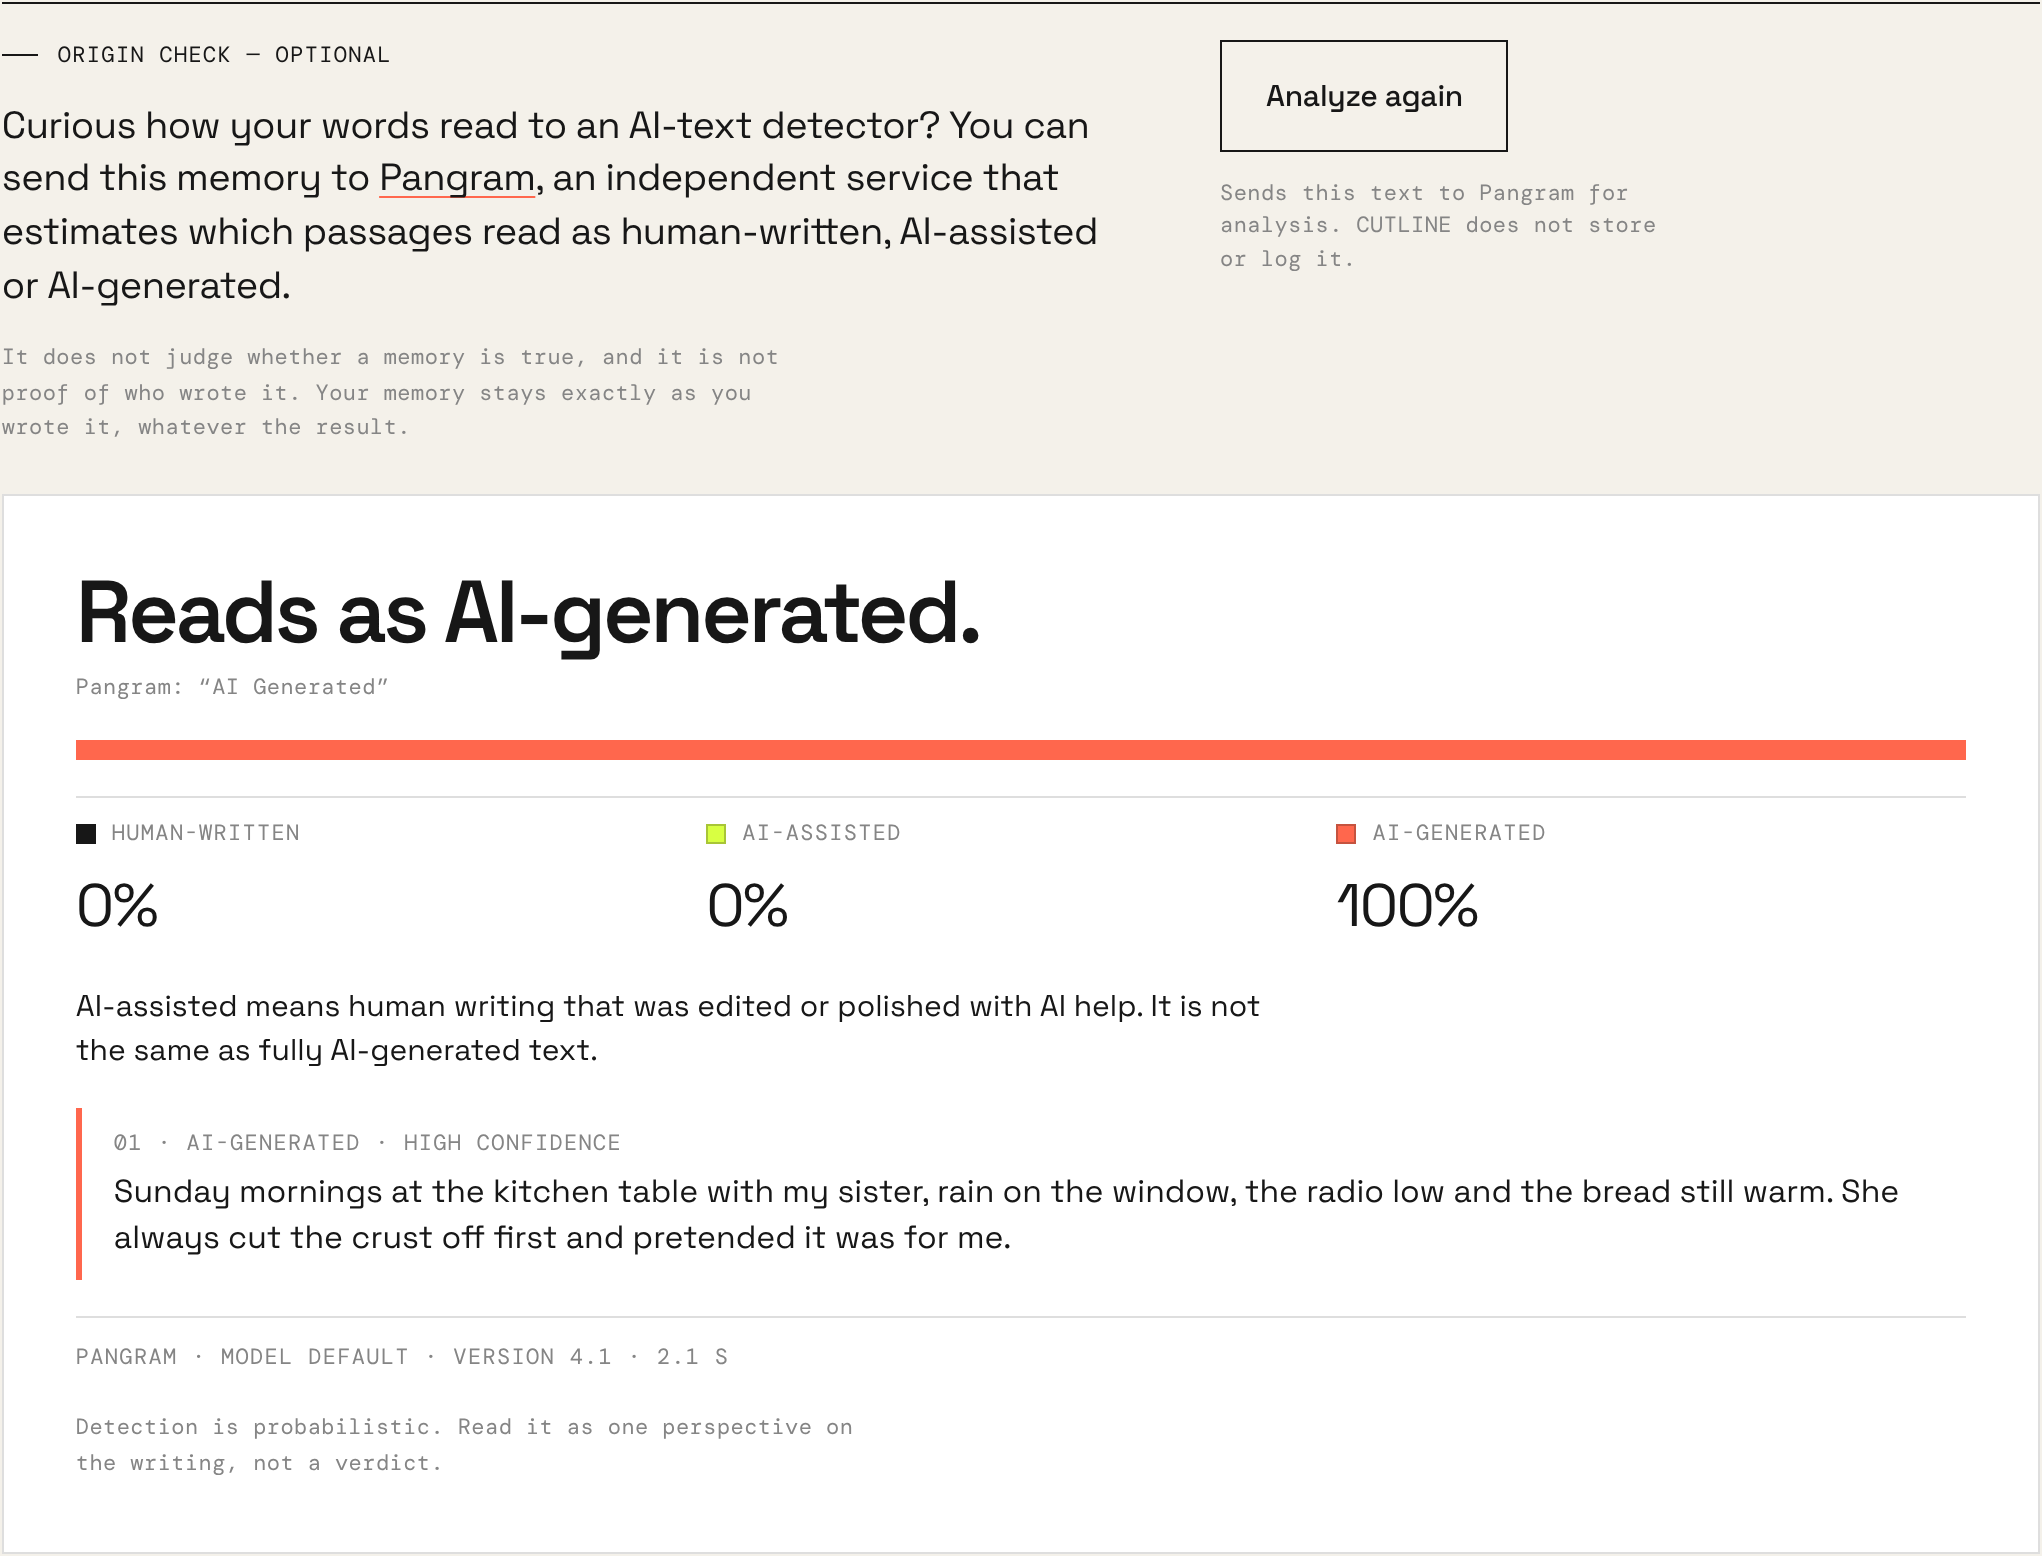 — ORIGIN CHECK — OPTIONAL
Curious how your words read to an AI-text detector? You can
send this memory to Pangram, an independent service that
estimates which passages read as human-written, AI-assisted
or AI-generated.
It does not judge whether a memory is true, and it is not
proof of who wrote it. Your memory stays exactly as you
wrote it, whatever the result.
Analyze again
Sends this text to Pangram for
analysis. CUTLINE does not store
or log it.
Reads as AI-generated.
Pangram: “AI Generated”
HUMAN-WRITTEN
0%
AI-ASSISTED
0%
AI-GENERATED
100%
AI-assisted means human writing that was edited or polished with AI help. It is not
the same as fully AI-generated text.
01 · AI-GENERATED · HIGH CONFIDENCE
Sunday mornings at the kitchen table with my sister, rain on the window, the radio low and the bread still warm. She
always cut the crust off first and pretended it was for me.
PANGRAM · MODEL DEFAULT · VERSION 4.1 · 2.1 S
Detection is probabilistic. Read it as one perspective on
the writing, not a verdict.